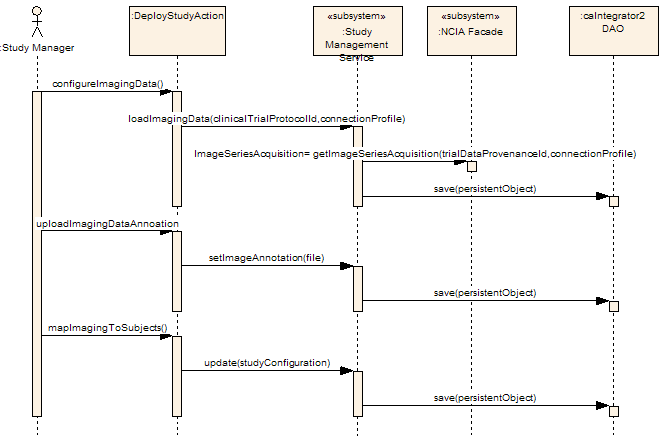 :Study Manager
:DeployStudyAction
«subsystem»
:Study
Management
Service
«subsystem»
:NCIA Facade
:caIntegrator2
DAO
configureImagingData()
loadImagingData(clinicalTrialProtocolId,connectionProfile)
ImageSeriesAcquisition= getImageSeriesAcquisition(trialDataProvenanceId,connectionProfile)
save(persistentObject)
uploadImagingDataAnnoation
setImageAnnotation(file)
save(persistentObject)
mapImagingToSubjects()
update(studyConfiguration)
save(persistentObject)